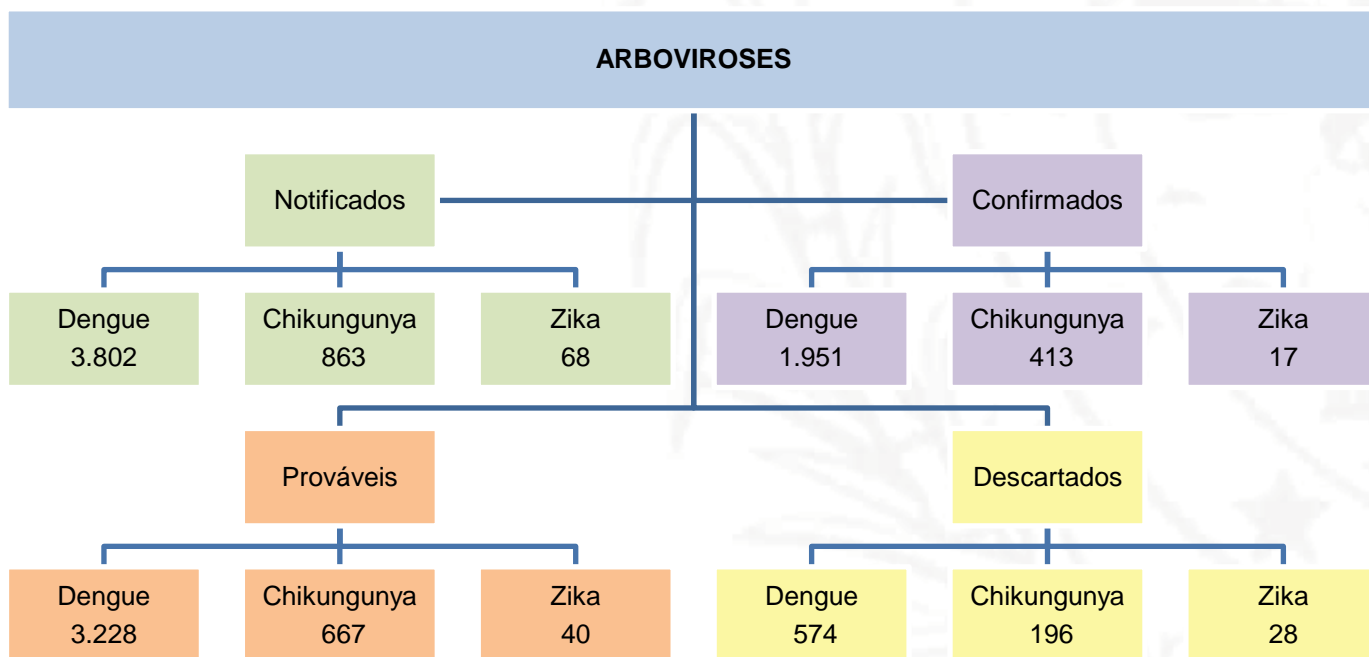 ARBOVIROSES
Notificados
Confirmados
Dengue
3.802
Chikungunya
863
Zika
68
Dengue
1.951
Chikungunya
413
Zika
17
Prováveis
Descartados
Dengue
3.228
Chikungunya
667
Zika
40
Dengue
574
Chikungunya
196
Zika
28